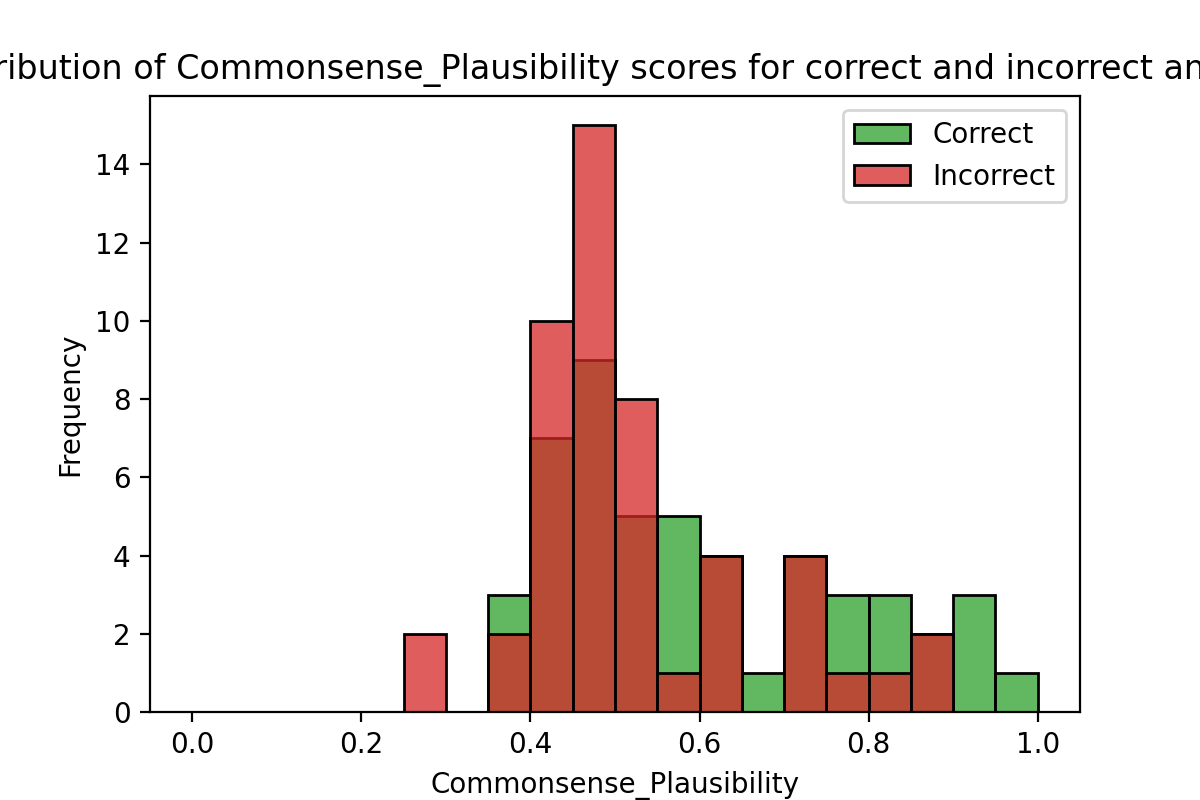 ribution of Commonsense_Plausibility scores for correct and incorrect an
Correct
Incorrect
Frequency
14
12
10
8
6
4
2
0
0.0 0.2 0.4 0.6 0.8 1.0
Commonsense_Plausibility